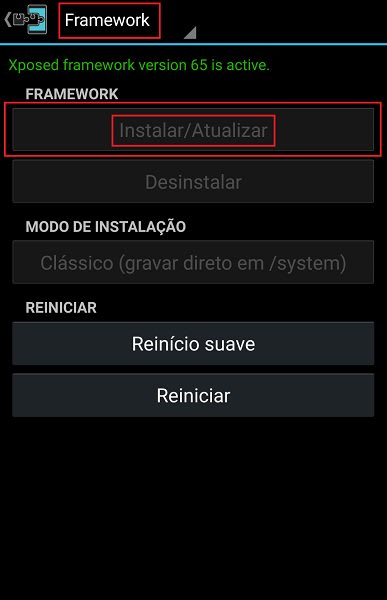 Framework
Xposed framework version 65 is active.
FRAMEWORK
Instalar/Atualizar
Desinstalar
MODO DE INSTALAÇÃO
Clássico (gravar direto em /system)
REINICIAR
Reinício suave
Reiniciar